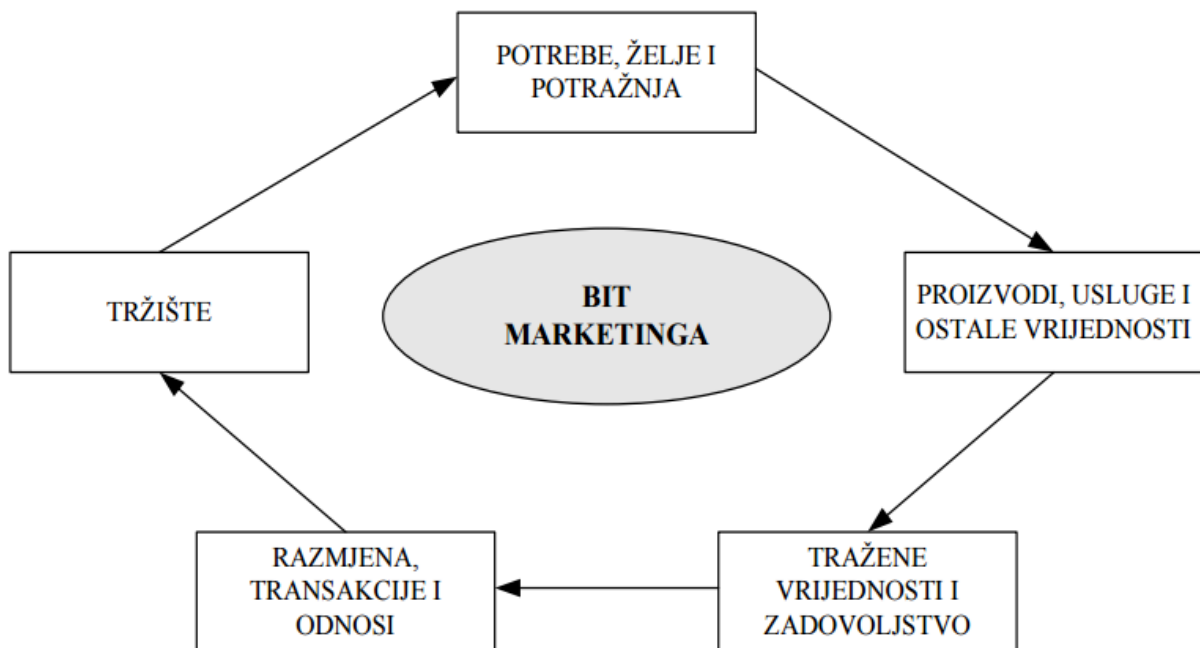 POTREBE, ŽELJE I
POTRAŽNJA
TRŽIŠTE
BIT
MARKETINGA
PROIZVODI, USLUGE I
OSTALE VRIJEDNOSTI
RAZMJENA,
TRANSAKCIJE I
ODNOSI
TRAŽENE
VRIJEDNOSTI I
ZADOVOLJSTVO